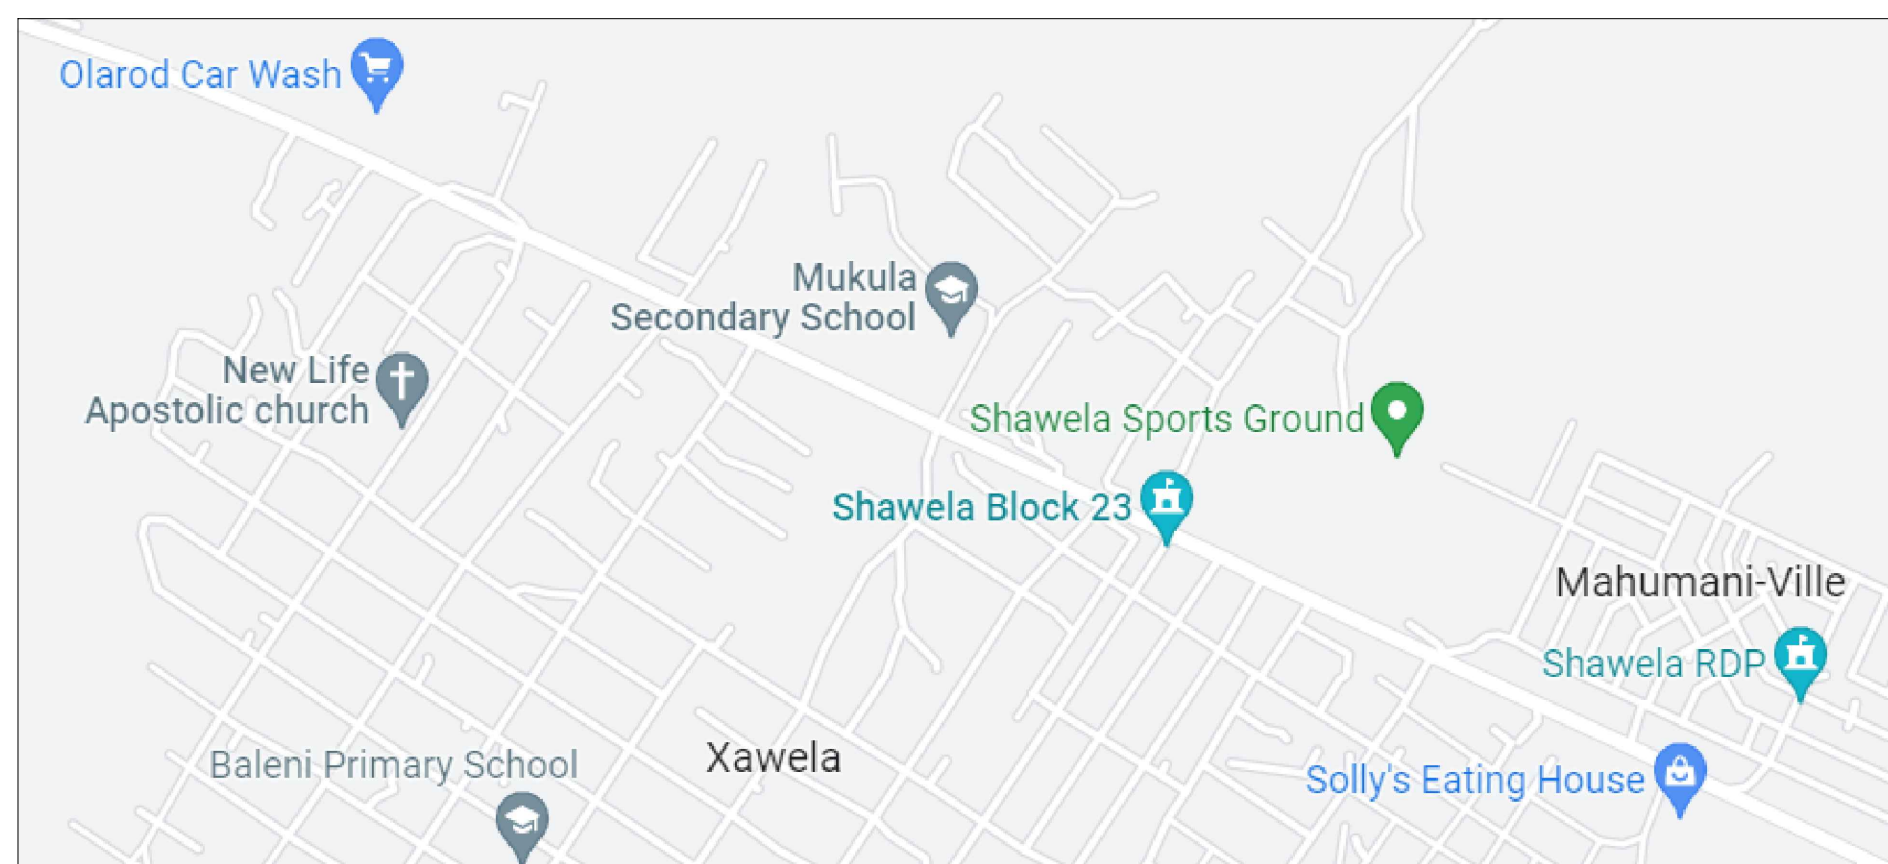 Olarod Car Wash
Mukula
Secondary School
New Life
Apostolic church
Shawela Sports Ground
Shawela Block 23
Mahumani-Ville
Shawela RDP
Xawela
Baleni Primary School
Solly's Eating House